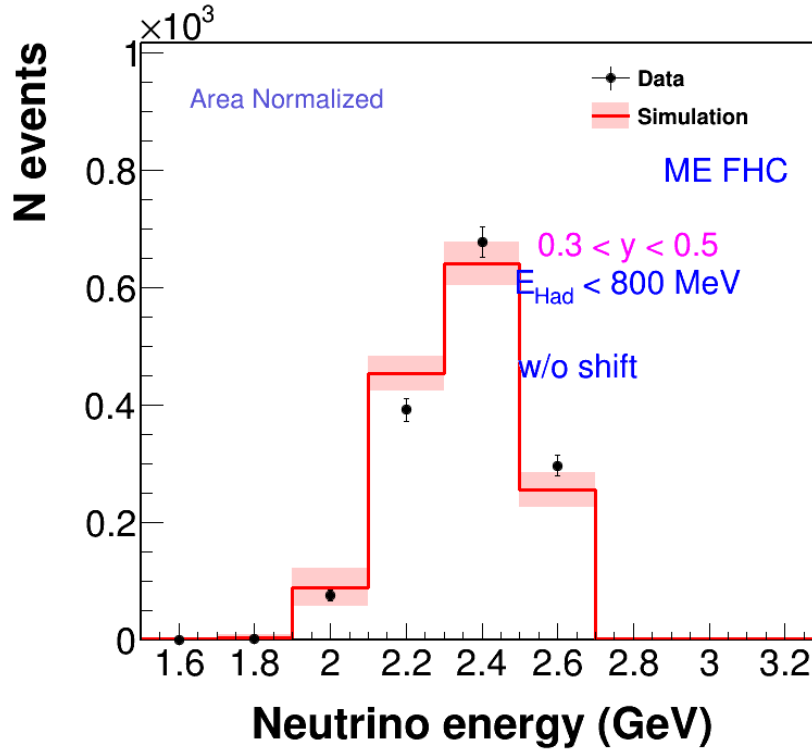 ×10³
N events
1
0.8
0.6
0.4
0.2
0
Area Normalized
Data
Simulation
ME FHC
0.3 < y < 0.5
E_Had < 800 MeV
w/o shift
1.6 1.8 2 2.2 2.4 2.6 2.8 3 3.2
Neutrino energy (GeV)